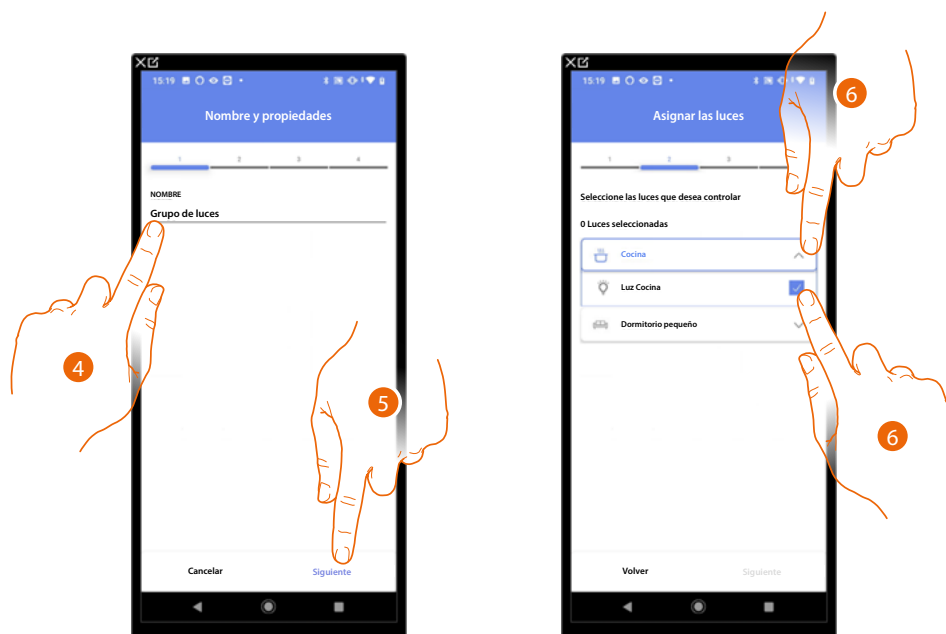 15:19
Nombre y propiedades
1 2 3 4
NOMBRE
Grupo de luces
4
5
Cancelar Siguiente
15:19
Asignar las luces
1 2 3
Seleccione las luces que desea controlar
0 Luces seleccionadas
Cocina
Luz Cocina
Dormitorio pequeño
6
6
Volver Siguiente